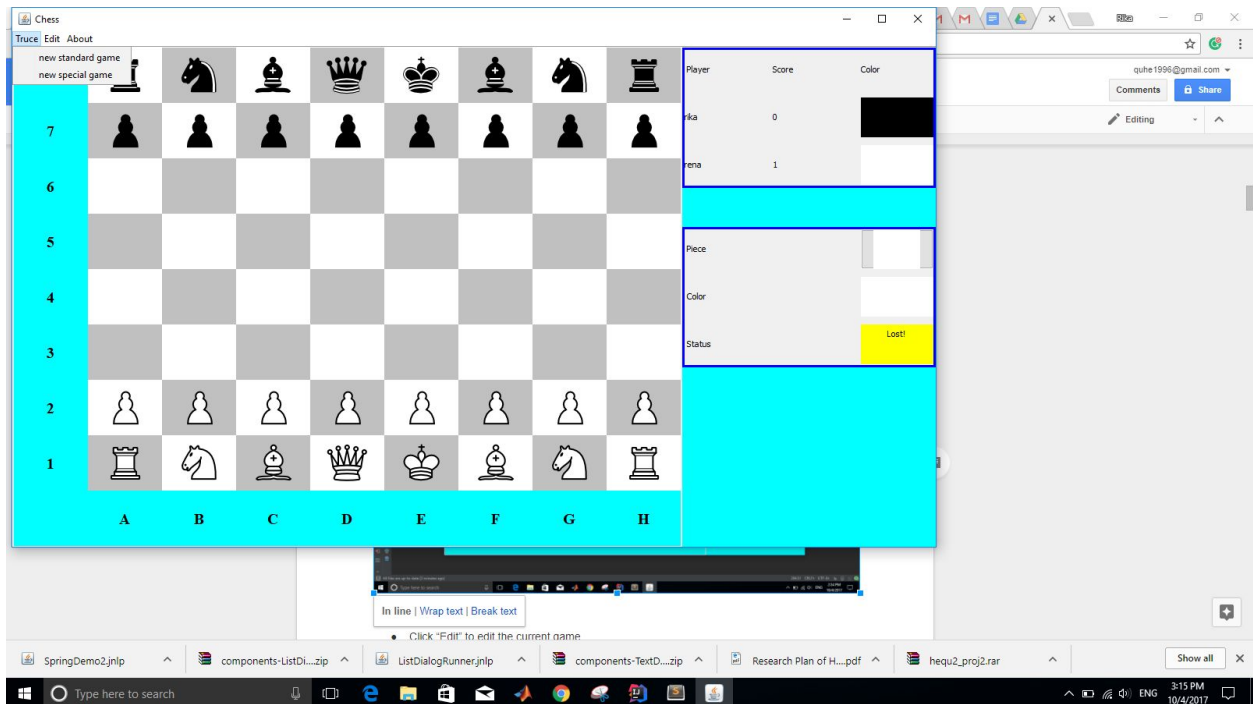 Chess
Truce Edit About
new standard game
new special game
Player Score Color
rika 0
rena 1
7
6
5
4
3
2
1
A B C D E F G H
Piece
Color
Status Lost!
quhe1996@gmail.com
Comments Share
Editing
In line | Wrap text | Break text
Click "Edit" to edit the current game
SpringDemo2.jnlp
components-ListDi....zip
ListDialogRunner.jnlp
components-TextD....zip
Research Plan of H....pdf
hequ2_proj2.rar
Show all
Type here to search
ENG
3:15 PM
10/4/2017